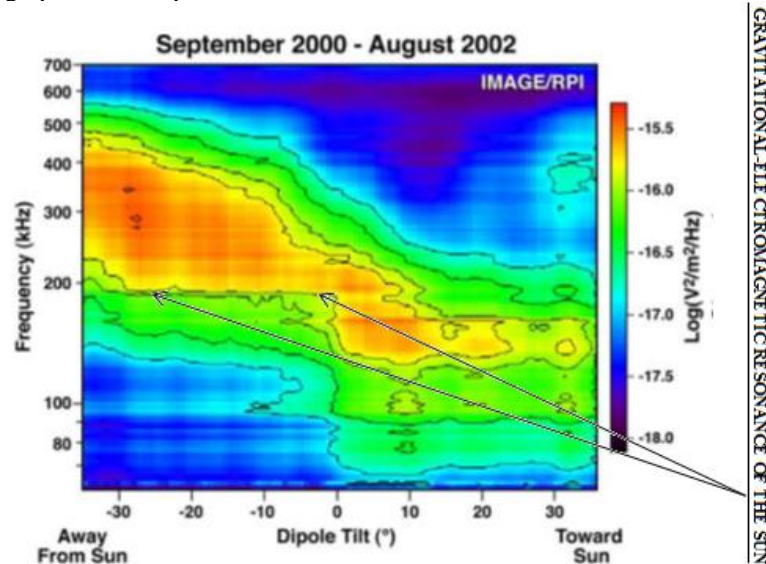 September 2000 - August 2002
IMAGE/RPI
700
600
500
400
300
200
100
80
Frequency (kHz)
-30
-20
-10
0
10
20
30
Away
From Sun
Dipole Tilt (°)
Toward
Sun
-15.5
-16.0
-16.5
-17.0
-17.5
-18.0
Log(V²/m²/Hz)
GRAVITATIONAL-ELECTROMAGNETIC RESONANCE OF THE SUN